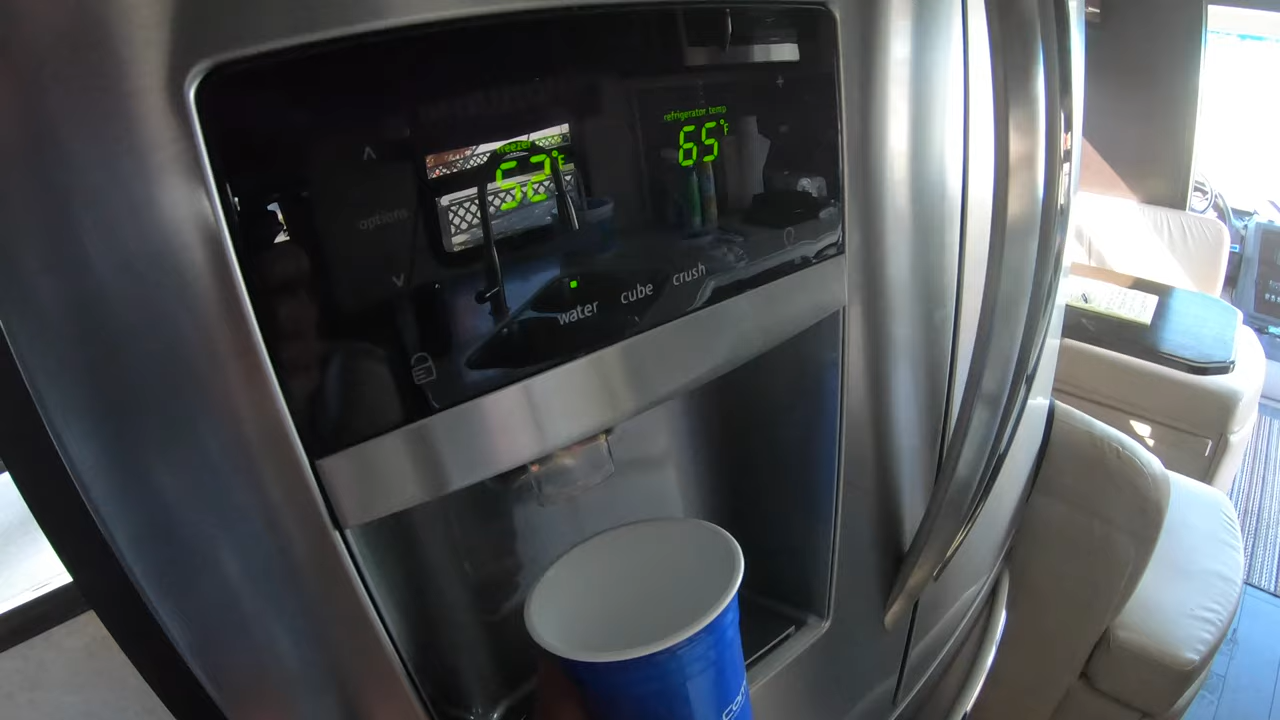 freezer
52°F
refrigerator temp
65°F
options
water cube crush